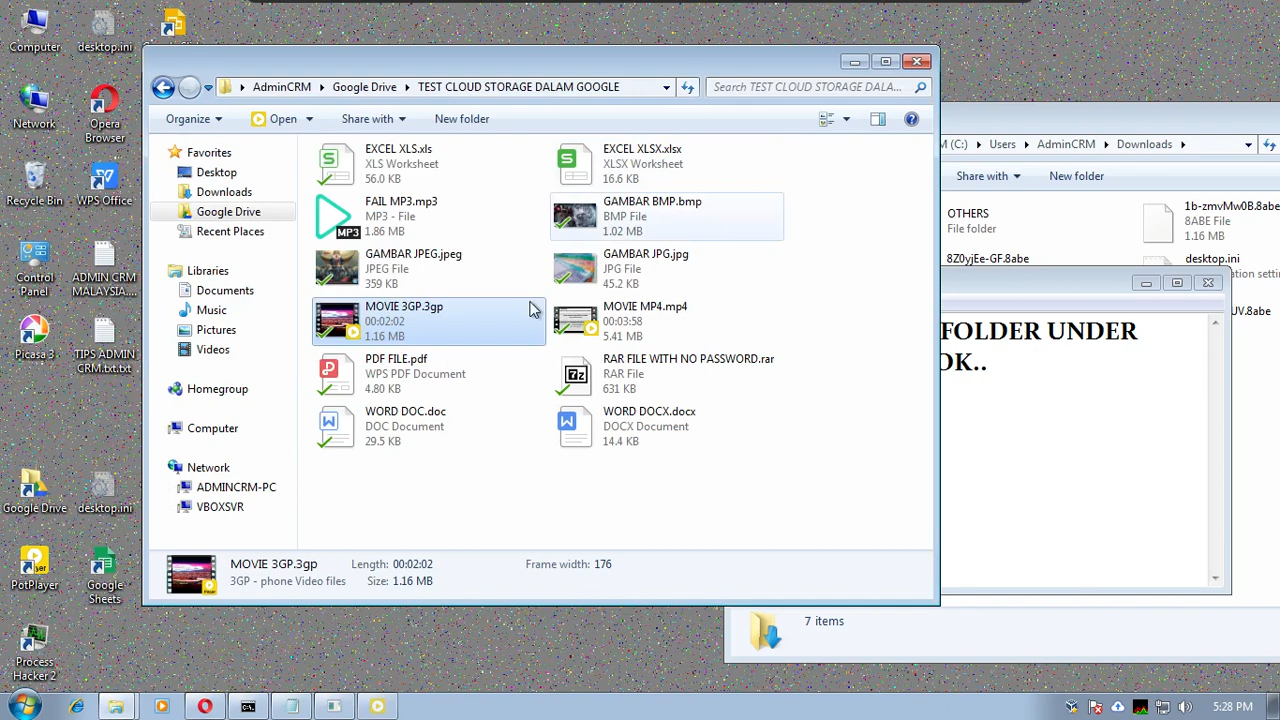 Computer
desktop.ini
Network
Opera
Browser
Recycle Bin
WPS Office
Control
Panel
ADMIN CRM
MALAYSIA....
Picasa 3
TIPS ADMIN
CRM.txt.txt
Google Drive
desktop.ini
PotPlayer
Google
Sheets
Process
Hacker 2
AdminCRM
Google Drive
TEST CLOUD STORAGE DALAM GOOGLE
Search TEST CLOUD STORAGE DALA...
Organize
Open
Share with
New folder
Favorites
Desktop
Downloads
Google Drive
Recent Places
Libraries
Documents
Music
Pictures
Videos
Homegroup
Computer
Network
ADMINCRM-PC
VBOXSVR
EXCEL XLS.xls
XLS Worksheet
56.0 KB
EXCEL XLSX.xlsx
XLSX Worksheet
16.6 KB
MP3
FAIL MP3.mp3
MP3 - File
1.86 MB
GAMBAR BMP.bmp
BMP File
1.02 MB
GAMBAR JPEG.jpeg
JPEG File
359 KB
GAMBAR JPG.jpg
JPG File
45.2 KB
MOVIE 3GP.3gp
00:02:02
1.16 MB
MOVIE MP4.mp4
00:03:58
5.41 MB
PDF FILE.pdf
WPS PDF Document
4.80 KB
7z
RAR FILE WITH NO PASSWORD.rar
RAR File
631 KB
WORD DOC.doc
DOC Document
29.5 KB
WORD DOCX.docx
DOCX Document
14.4 KB
MOVIE 3GP.3gp
3GP - phone Video files
Length: 00:02:02
Size: 1.16 MB
Frame width: 176
M (C:)
Users
AdminCRM
Downloads
Share with
New folder
OTHERS
File folder
8Z0yjEe-GF.8abe
1b-zmvMw0B.8abe
8ABE File
1.16 MB
desktop.ini
FOLDER UNDER
OK..
7 items
5:28 PM